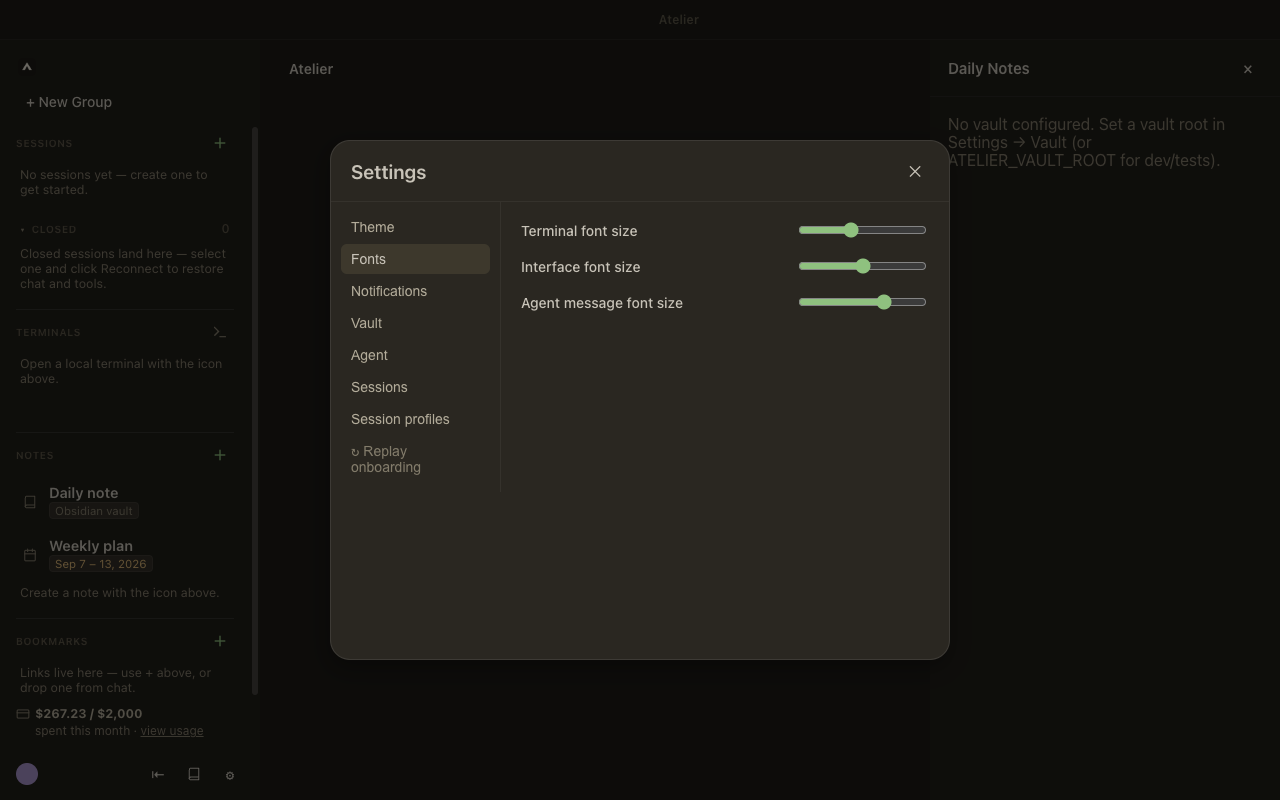 Atelier
+ New Group
SESSIONS
No sessions yet — create one to
get started.
CLOSED
0
Closed sessions land here — select
one and click Reconnect to restore
chat and tools.
TERMINALS
Open a local terminal with the icon
above.
NOTES
Daily note
Obsidian vault
Weekly plan
Sep 7 – 13, 2026
Create a note with the icon above.
BOOKMARKS
Links live here — use + above, or
drop one from chat.
$267.23 / $2,000
spent this month · view usage
Atelier
Settings
Theme
Fonts
Notifications
Vault
Agent
Sessions
Session profiles
↻ Replay
onboarding
Terminal font size
Interface font size
Agent message font size
Daily Notes
No vault configured. Set a vault root in
Settings → Vault (or
ATELIER_VAULT_ROOT for dev/tests).